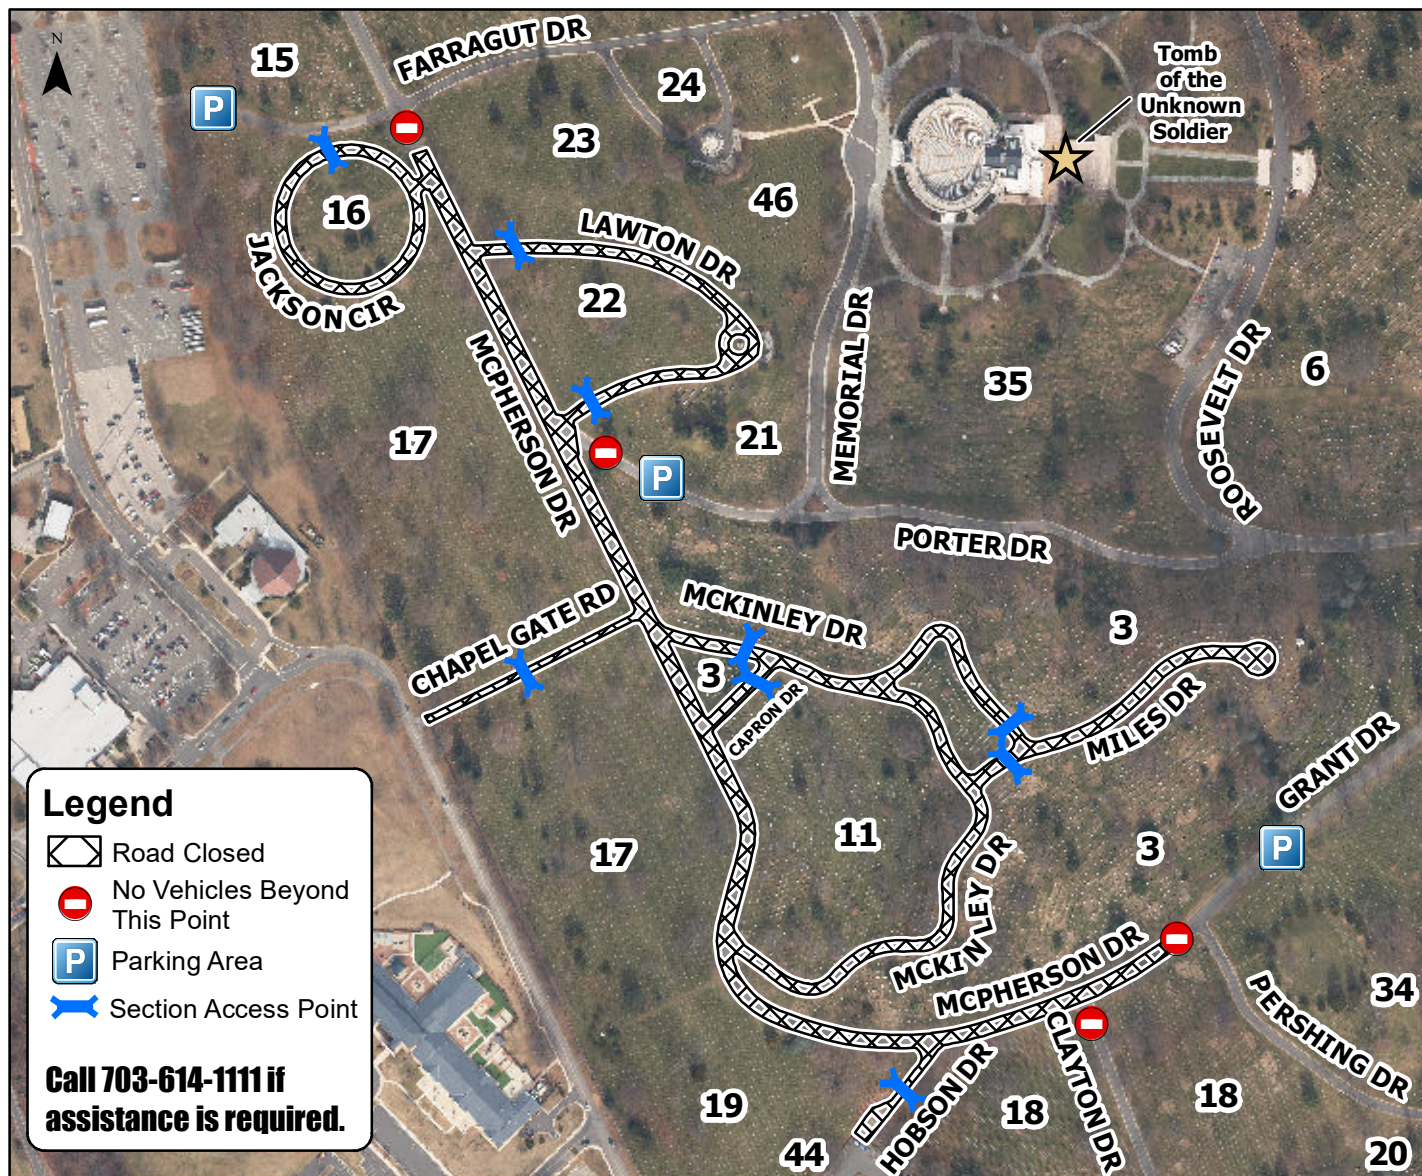 N
15
FARRAGUT DR
P
24
23
Tomb
of the
Unknown
Soldier
16
46
JACKSON CIR
LAWTON DR
22
MCPHERSON DR
MEMORIAL DR
35
ROOSEVELT DR
6
17
21
P
PORTER DR
CHAPEL GATE RD
MCKINLEY DR
3
3
CAPRON DR
MILES DR
GRANT DR
11
17
3
P
MCKINLEY DR
MCPHERSON DR
34
PERSHING DR
CLAYTON DR
HOBSON DR
19
18
18
44
20
Legend
Road Closed
No Vehicles Beyond
This Point
P
Parking Area
Section Access Point
Call 703-614-1111 if
assistance is required.